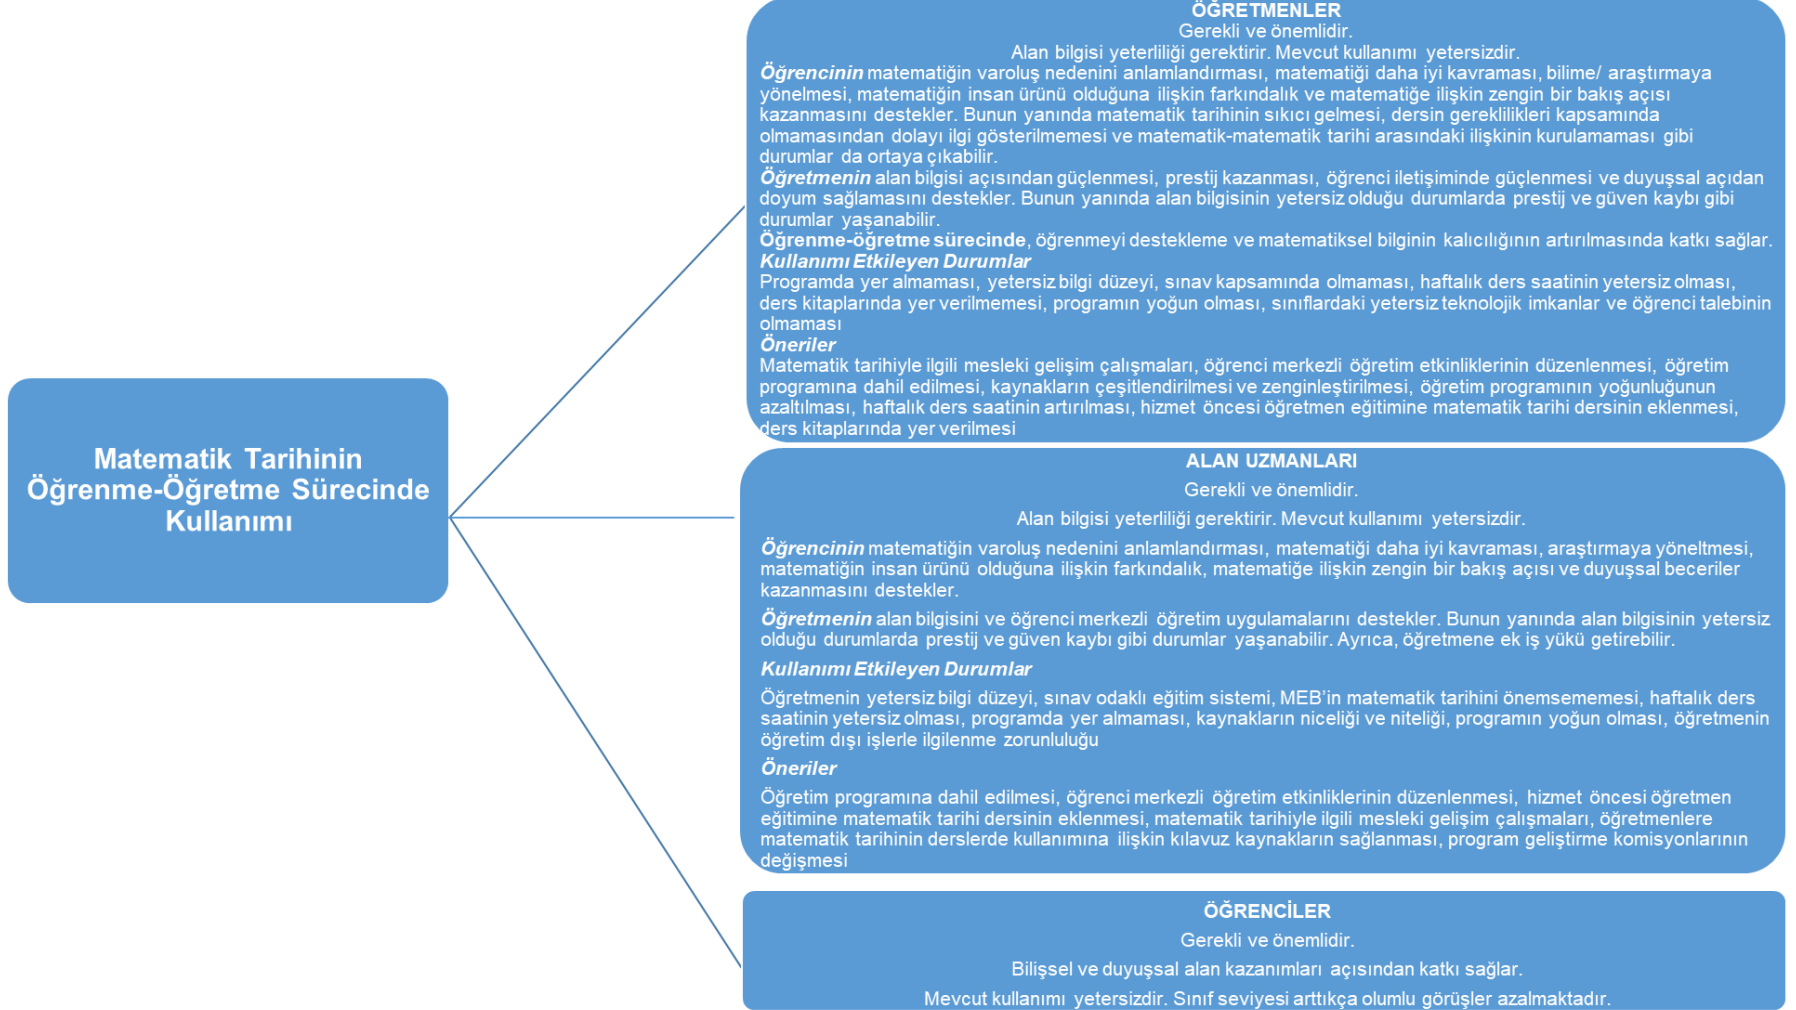 Matematik Tarihinin
Öğrenme-Öğretme Sürecinde
Kullanımı
ÖĞRETMENLER
Gerekli ve önemlidir.
Alan bilgisi yeterliliği gerektirir. Mevcut kullanımı yetersizdir.
Öğrencinin matematiğin varoluş nedenini anlamlandırması, matematiği daha iyi kavraması, bilime/ araştırmaya
yönelmesi, matematiğin insan ürünü olduğuna ilişkin farkındalık ve matematiğe ilişkin zengin bir bakış açısı
kazanmasını destekler. Bunun yanında matematik tarihinin sıkıcı gelmesi, dersin gereklilikleri kapsamında
olmamasından dolayı ilgi gösterilmemesi ve matematik-matematik tarihi arasındaki ilişkinin kurulamaması gibi
durumlar da ortaya çıkabilir.
Öğretmenin alan bilgisi açısından güçlenmesi, prestij kazanması, öğrenci iletişiminde güçlenmesi ve duyuşsal açıdan
doyum sağlamasını destekler. Bunun yanında alan bilgisinin yetersiz olduğu durumlarda prestij ve güven kaybı gibi
durumlar yaşanabilir.
Öğrenme-öğretme sürecinde, öğrenmeyi destekleme ve matematiksel bilginin kalıcılığının artırılmasında katkı sağlar.
Kullanımı Etkileyen Durumlar
Programda yer almaması, yetersiz bilgi düzeyi, sınav kapsamında olmaması, haftalık ders saatinin yetersiz olması,
ders kitaplarında yer verilmemesi, programın yoğun olması, sınıflardaki yetersiz teknolojik imkanlar ve öğrenci talebinin
olmaması
Öneriler
Matematik tarihiyle ilgili mesleki gelişim çalışmaları, öğrenci merkezli öğretim etkinliklerinin düzenlenmesi, öğretim
programına dahil edilmesi, kaynakların çeşitlendirilmesi ve zenginleştirilmesi, öğretim programının yoğunluğunun
azaltılması, haftalık ders saatinin artırılması, hizmet öncesi öğretmen eğitimine matematik tarihi dersinin eklenmesi,
ders kitaplarında yer verilmesi
ALAN UZMANLARI
Gerekli ve önemlidir.
Alan bilgisi yeterliliği gerektirir. Mevcut kullanımı yetersizdir.
Öğrencinin matematiğin varoluş nedenini anlamlandırması, matematiği daha iyi kavraması, araştırmaya yöneltmesi,
matematiğin insan ürünü olduğuna ilişkin farkındalık, matematiğe ilişkin zengin bir bakış açısı ve duyuşsal beceriler
kazanmasını destekler.
Öğretmenin alan bilgisini ve öğrenci merkezli öğretim uygulamalarını destekler. Bunun yanında alan bilgisinin yetersiz
olduğu durumlarda prestij ve güven kaybı gibi durumlar yaşanabilir. Ayrıca, öğretmene ek iş yükü getirebilir.
Kullanımı Etkileyen Durumlar
Öğretmenin yetersiz bilgi düzeyi, sınav odaklı eğitim sistemi, MEB’in matematik tarihini önemsememesi, haftalık ders
saatinin yetersiz olması, programda yer almaması, kaynakların niceliği ve niteliği, programın yoğun olması, öğretmenin
öğretim dışı işlerle ilgilenme zorunluluğu
Öneriler
Öğretim programına dahil edilmesi, öğrenci merkezli öğretim etkinliklerinin düzenlenmesi, hizmet öncesi öğretmen
eğitimine matematik tarihi dersinin eklenmesi, matematik tarihiyle ilgili mesleki gelişim çalışmaları, öğretmenlere
matematik tarihinin derslerde kullanımına ilişkin kılavuz kaynakların sağlanması, program geliştirme komisyonlarının
değişmesi
ÖĞRENCİLER
Gerekli ve önemlidir.
Bilişsel ve duyuşsal alan kazanımları açısından katkı sağlar.
Mevcut kullanımı yetersizdir. Sınıf seviyesi arttıkça olumlu görüşler azalmaktadır.